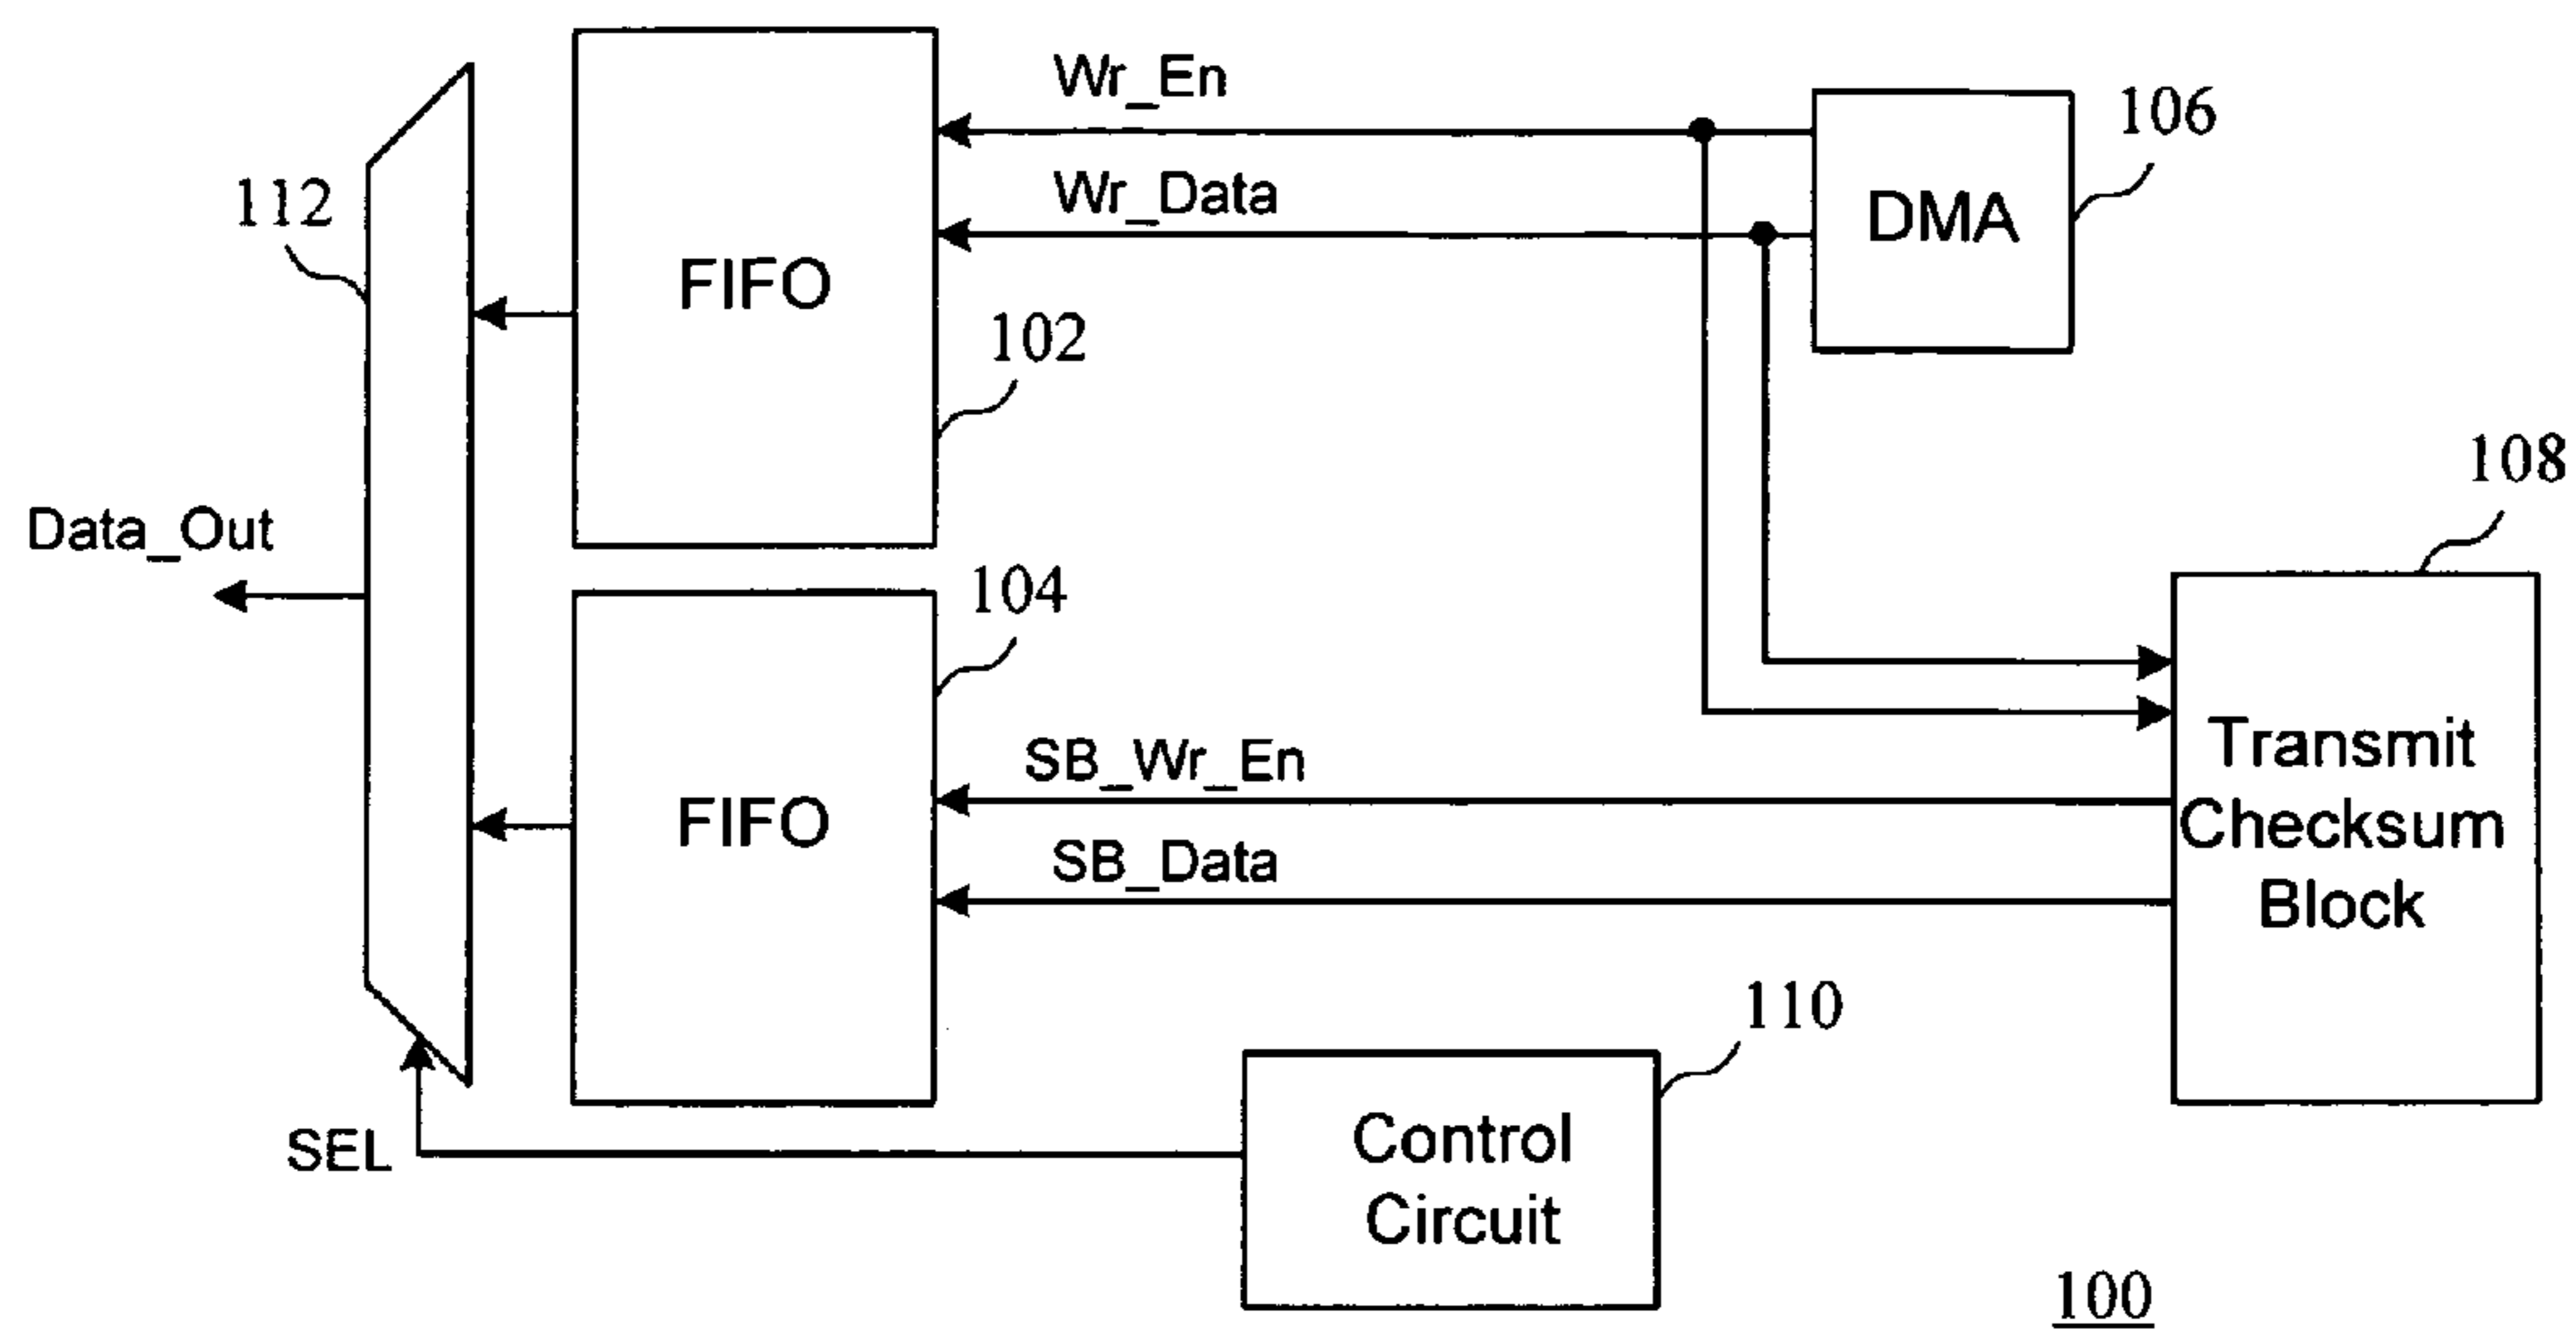 Wr_En
106
Wr_Data
DMA
112
FIFO
102
108
Data_Out
104
Transmit
Checksum
Block
SB_Wr_En
FIFO
SB_Data
110
SEL
Control
Circuit
100